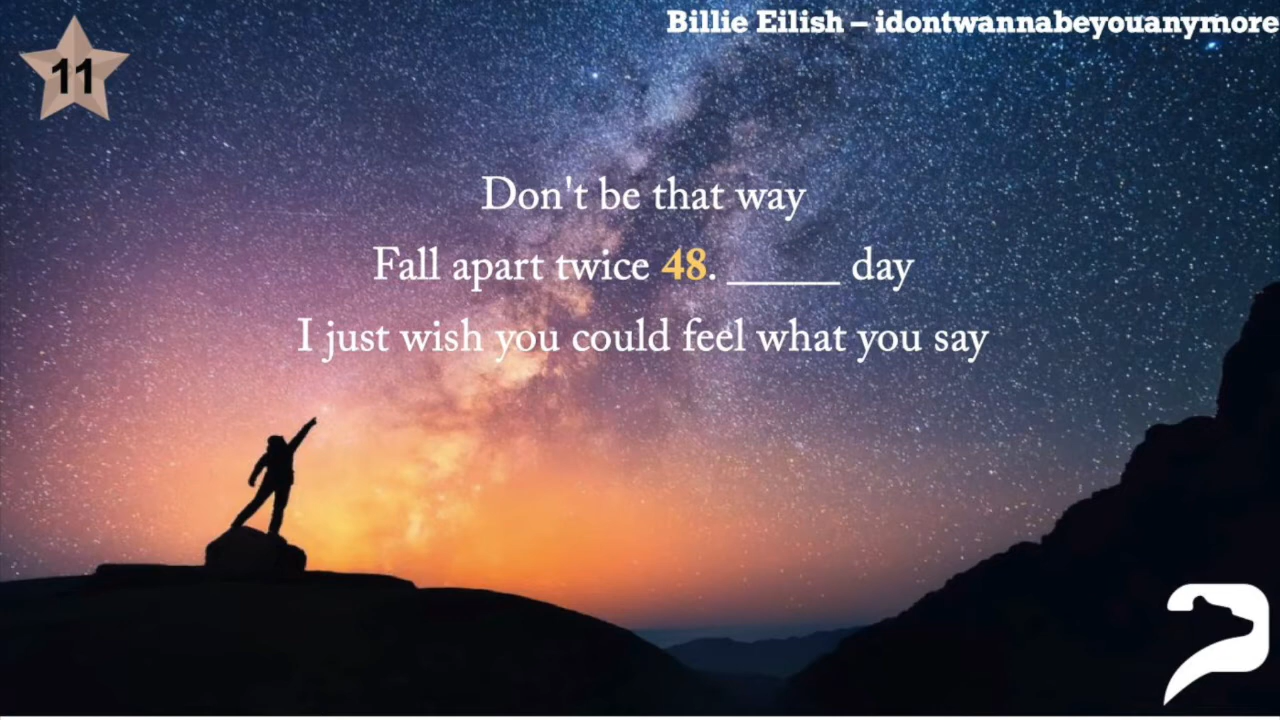 Billie Eilish – idontwannabeyouanymore
11
Don't be that way
Fall apart twice 48. _____ day
I just wish you could feel what you say